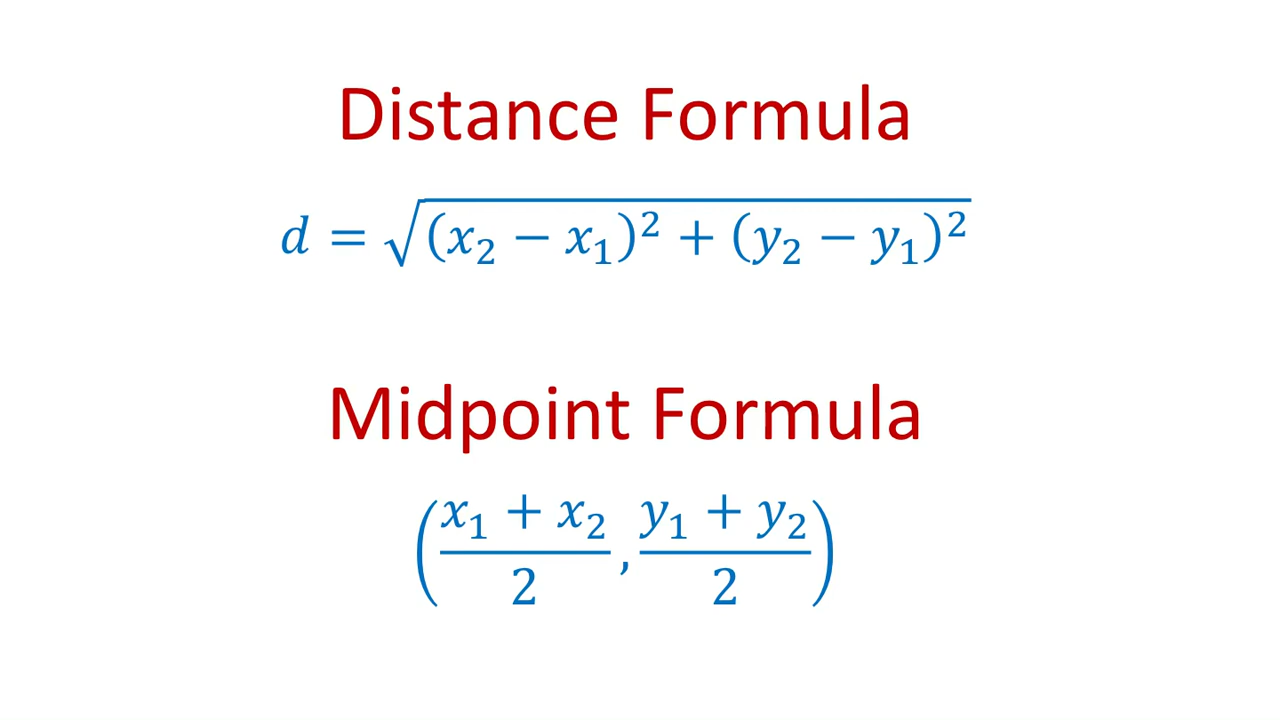 Distance Formula
d = √(x₂ − x₁)² + (y₂ − y₁)²
Midpoint Formula
(x₁ + x₂ / 2 , y₁ + y₂ / 2)